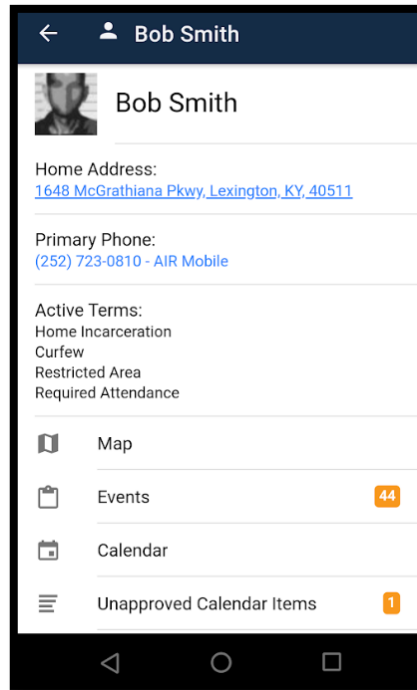 Bob Smith
Bob Smith
Home Address:
1648 McGrathiana Pkwy, Lexington, KY, 40511
Primary Phone:
(252) 723-0810 - AIR Mobile
Active Terms:
Home Incarceration
Curfew
Restricted Area
Required Attendance
Map
Events 44
Calendar
Unapproved Calendar Items 1